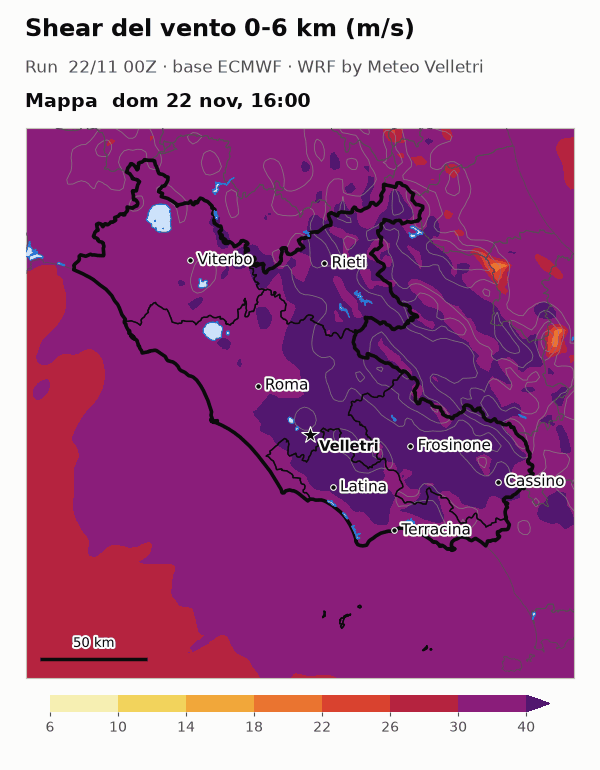 Shear del vento 0-6 km (m/s)
Run  22/11 00Z · base ECMWF · WRF by Meteo Velletri
Mappa  dom 22 nov, 16:00
Viterbo
Rieti
Roma
Velletri
Frosinone
Cassino
Latina
Terracina
50 km
6 10 14 18 22 26 30 40